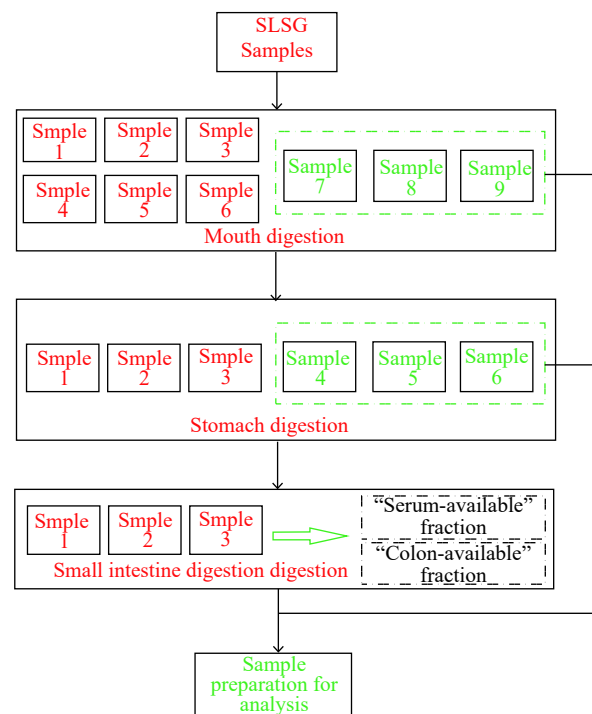 SLSG
Samples
Smple
1
Smple
2
Smple
3
Smple
4
Smple
5
Smple
6
Sample
7
Sample
8
Sample
9
Mouth digestion
Smple
1
Smple
2
Smple
3
Sample
4
Sample
5
Sample
6
Stomach digestion
Smple
1
Smple
2
Smple
3
“Serum-available”
fraction
“Colon-available”
fraction
Small intestine digestion digestion
Sample
preparation for
analysis